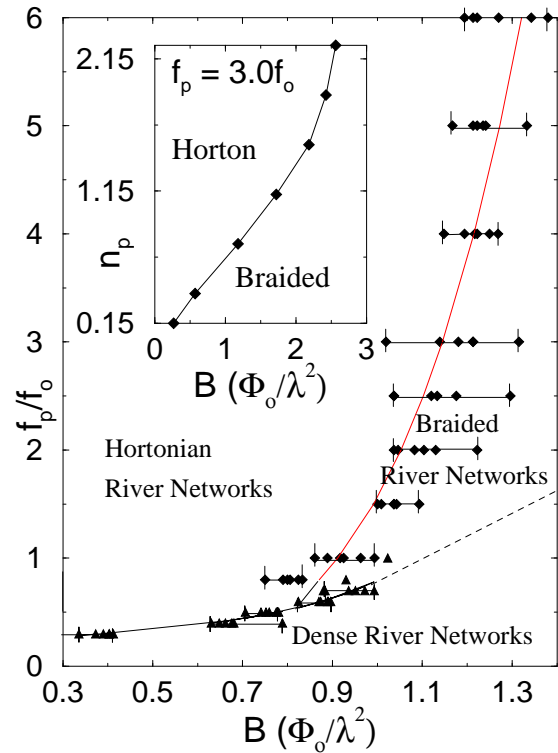 6
5
4
3
2
1
0
f_p/f_o
0.3
0.5
0.7
0.9
1.1
1.3
B (Φ_o/λ^2)
Hortonian
River Networks
Braided
River Networks
Dense River Networks
2.15
1.15
0.15
n_p
f_p = 3.0f_o
Horton
Braided
0
1
2
3
B (Φ_o/λ^2)